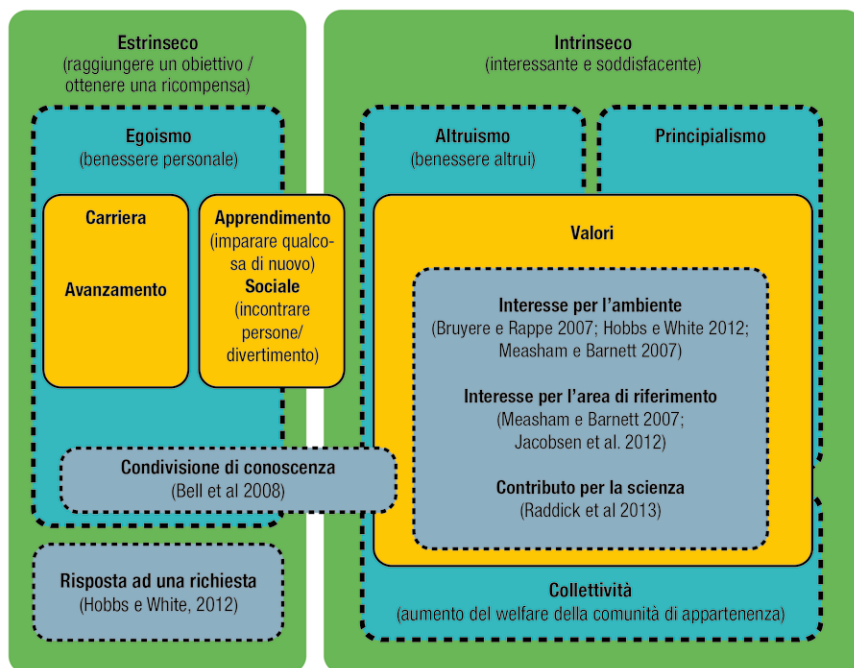 Estrinseco
(raggiungere un obiettivo /
ottenere una ricompensa)
Egoismo
(benessere personale)
Carriera
Avanzamento
Apprendimento
(imparare qualco-
sa di nuovo)
Sociale
(incontrare
persone/
divertimento)
Condivisione di conoscenza
(Bell et al 2008)
Risposta ad una richiesta
(Hobbs e White, 2012)
Intrinseco
(interessante e soddisfacente)
Altruismo
(benessere altrui)
Principialismo
Valori
Interesse per l'ambiente
(Bruyere e Rappe 2007; Hobbs e White 2012;
Measham e Barnett 2007)
Interesse per l'area di riferimento
(Measham e Barnett 2007;
Jacobsen et al. 2012)
Contributo per la scienza
(Raddick et al 2013)
Collettività
(aumento del welfare della comunità di appartenenza)